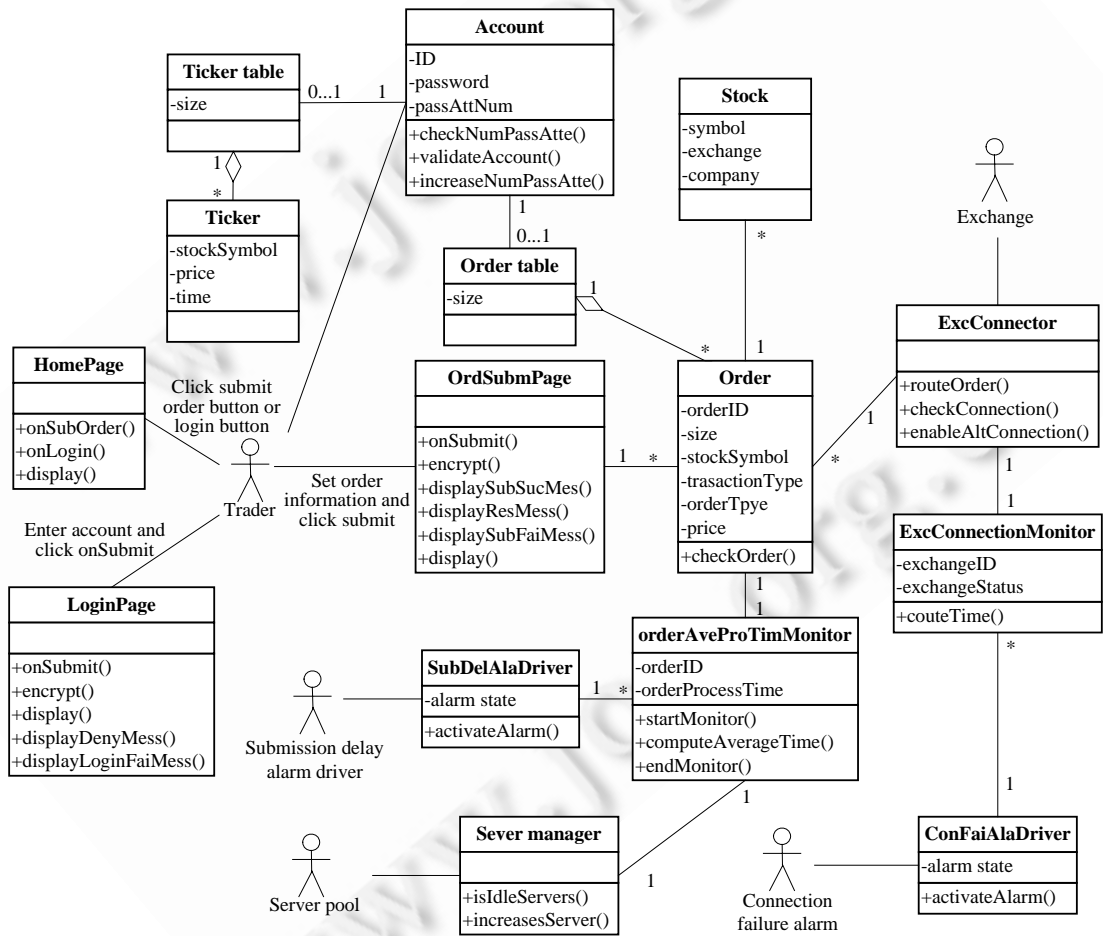 Account
-ID
-password
-passAttNum
+checkNumPassAtte()
+validateAccount()
+increaseNumPassAtte()
Ticker table
-size
0...1
1
1
*
Ticker
-stockSymbol
-price
-time
1
0...1
Order table
-size
1
*
Stock
-symbol
-exchange
-company
*
1
Exchange
ExcConnector
+routeOrder()
+checkConnection()
+enableAltConnection()
1
*
1
1
HomePage
+onSubOrder()
+onLogin()
+display()
Click submit
order button or
login button
Trader
Set order
information and
click submit
Enter account and
click onSubmit
OrdSubmPage
+onSubmit()
+encrypt()
+displaySubSucMes()
+displayResMess()
+displaySubFaiMess()
+display()
1
*
Order
-orderID
-size
-stockSymbol
-trasactionType
-orderTpye
-price
+checkOrder()
1
1
ExcConnectionMonitor
-exchangeID
-exchangeStatus
+couteTime()
*
1
LoginPage
+onSubmit()
+encrypt()
+display()
+displayDenyMess()
+displayLoginFaiMess()
Submission delay
alarm driver
SubDelAlaDriver
-alarm state
+activateAlarm()
1
*
orderAveProTimMonitor
-orderID
-orderProcessTime
+startMonitor()
+computeAverageTime()
+endMonitor()
1
1
Server pool
Sever manager
+isIdleServers()
+increasesServer()
Connection
failure alarm
ConFaiAlaDriver
-alarm state
+activateAlarm()